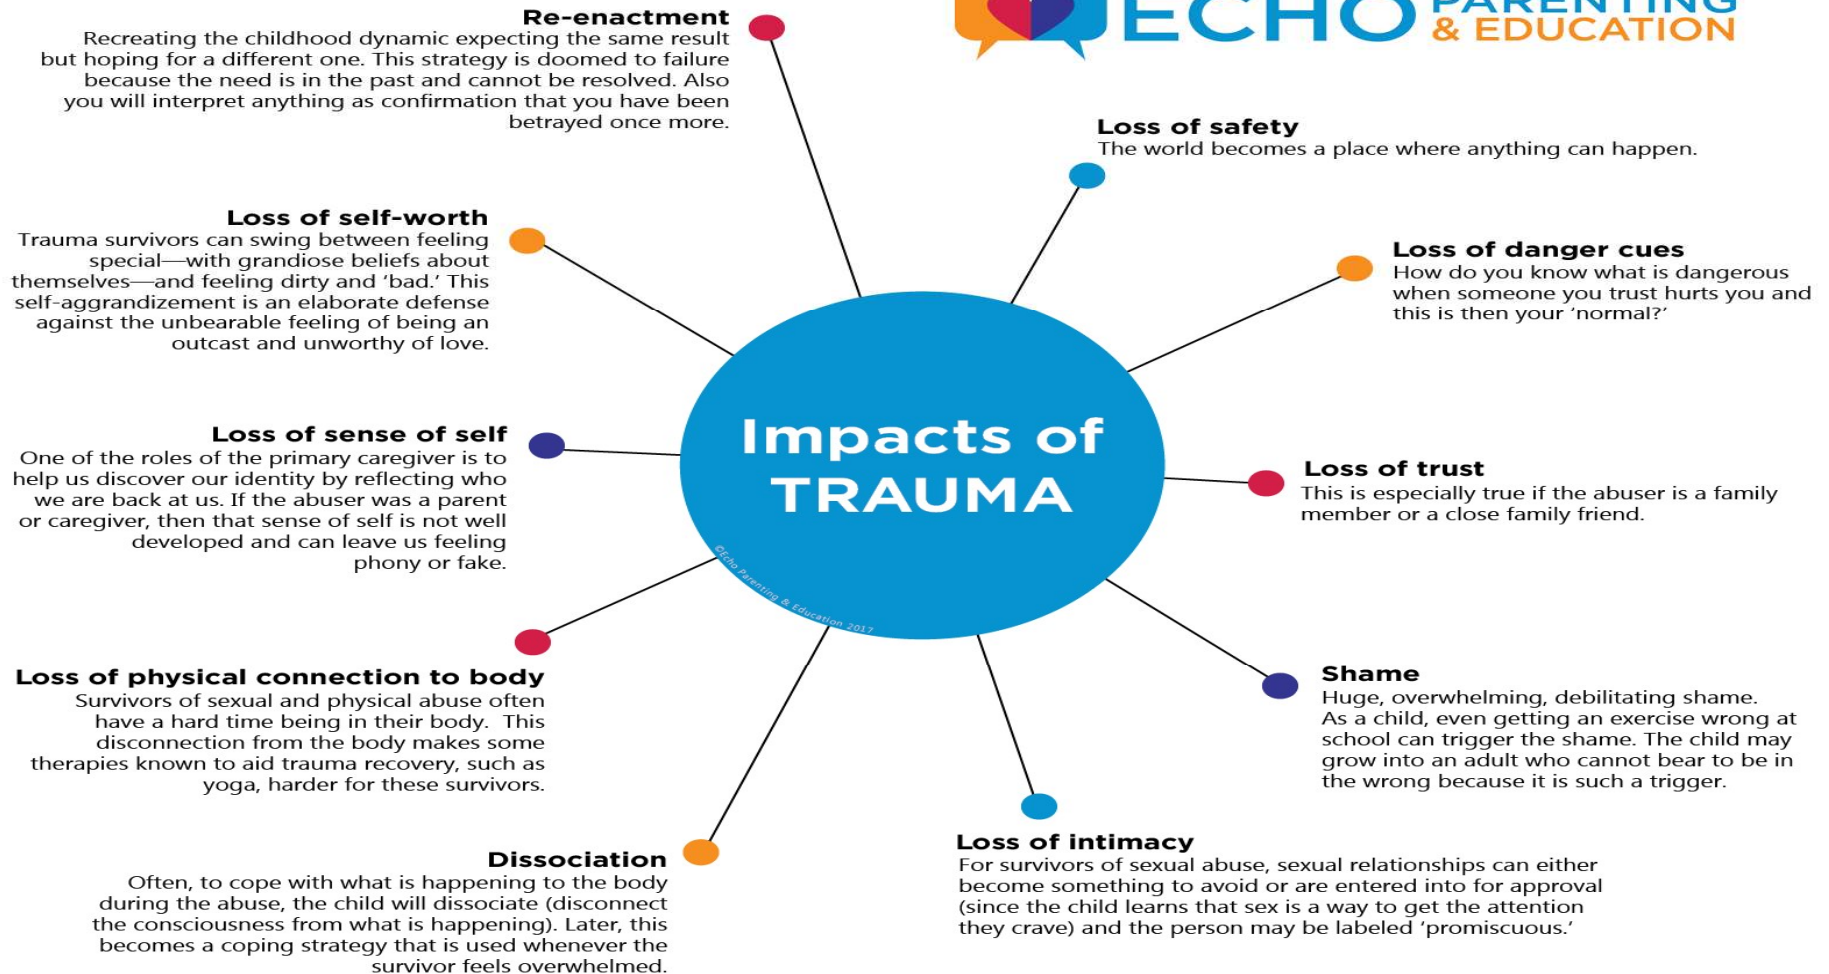 ECHO
PARENTING
& EDUCATION
Re-enactment
Recreating the childhood dynamic expecting the same result
but hoping for a different one. This strategy is doomed to failure
because the need is in the past and cannot be resolved. Also
you will interpret anything as confirmation that you have been
betrayed once more.
Loss of safety
The world becomes a place where anything can happen.
Loss of self-worth
Trauma survivors can swing between feeling
special—with grandiose beliefs about
themselves—and feeling dirty and ‘bad.’ This
self-aggrandizement is an elaborate defense
against the unbearable feeling of being an
outcast and unworthy of love.
Loss of danger cues
How do you know what is dangerous
when someone you trust hurts you and
this is then your ‘normal?’
Loss of sense of self
One of the roles of the primary caregiver is to
help us discover our identity by reflecting who
we are back at us. If the abuser was a parent
or caregiver, then that sense of self is not well
developed and can leave us feeling
phony or fake.
Impacts of
TRAUMA
©Echo Parenting & Education 2017
Loss of trust
This is especially true if the abuser is a family
member or a close family friend.
Loss of physical connection to body
Survivors of sexual and physical abuse often
have a hard time being in their body.  This
disconnection from the body makes some
therapies known to aid trauma recovery, such as
yoga, harder for these survivors.
Shame
Huge, overwhelming, debilitating shame.
As a child, even getting an exercise wrong at
school can trigger the shame. The child may
grow into an adult who cannot bear to be in
the wrong because it is such a trigger.
Dissociation
Often, to cope with what is happening to the body
during the abuse, the child will dissociate (disconnect
the consciousness from what is happening). Later, this
becomes a coping strategy that is used whenever the
survivor feels overwhelmed.
Loss of intimacy
For survivors of sexual abuse, sexual relationships can either
become something to avoid or are entered into for approval
(since the child learns that sex is a way to get the attention
they crave) and the person may be labeled ‘promiscuous.’